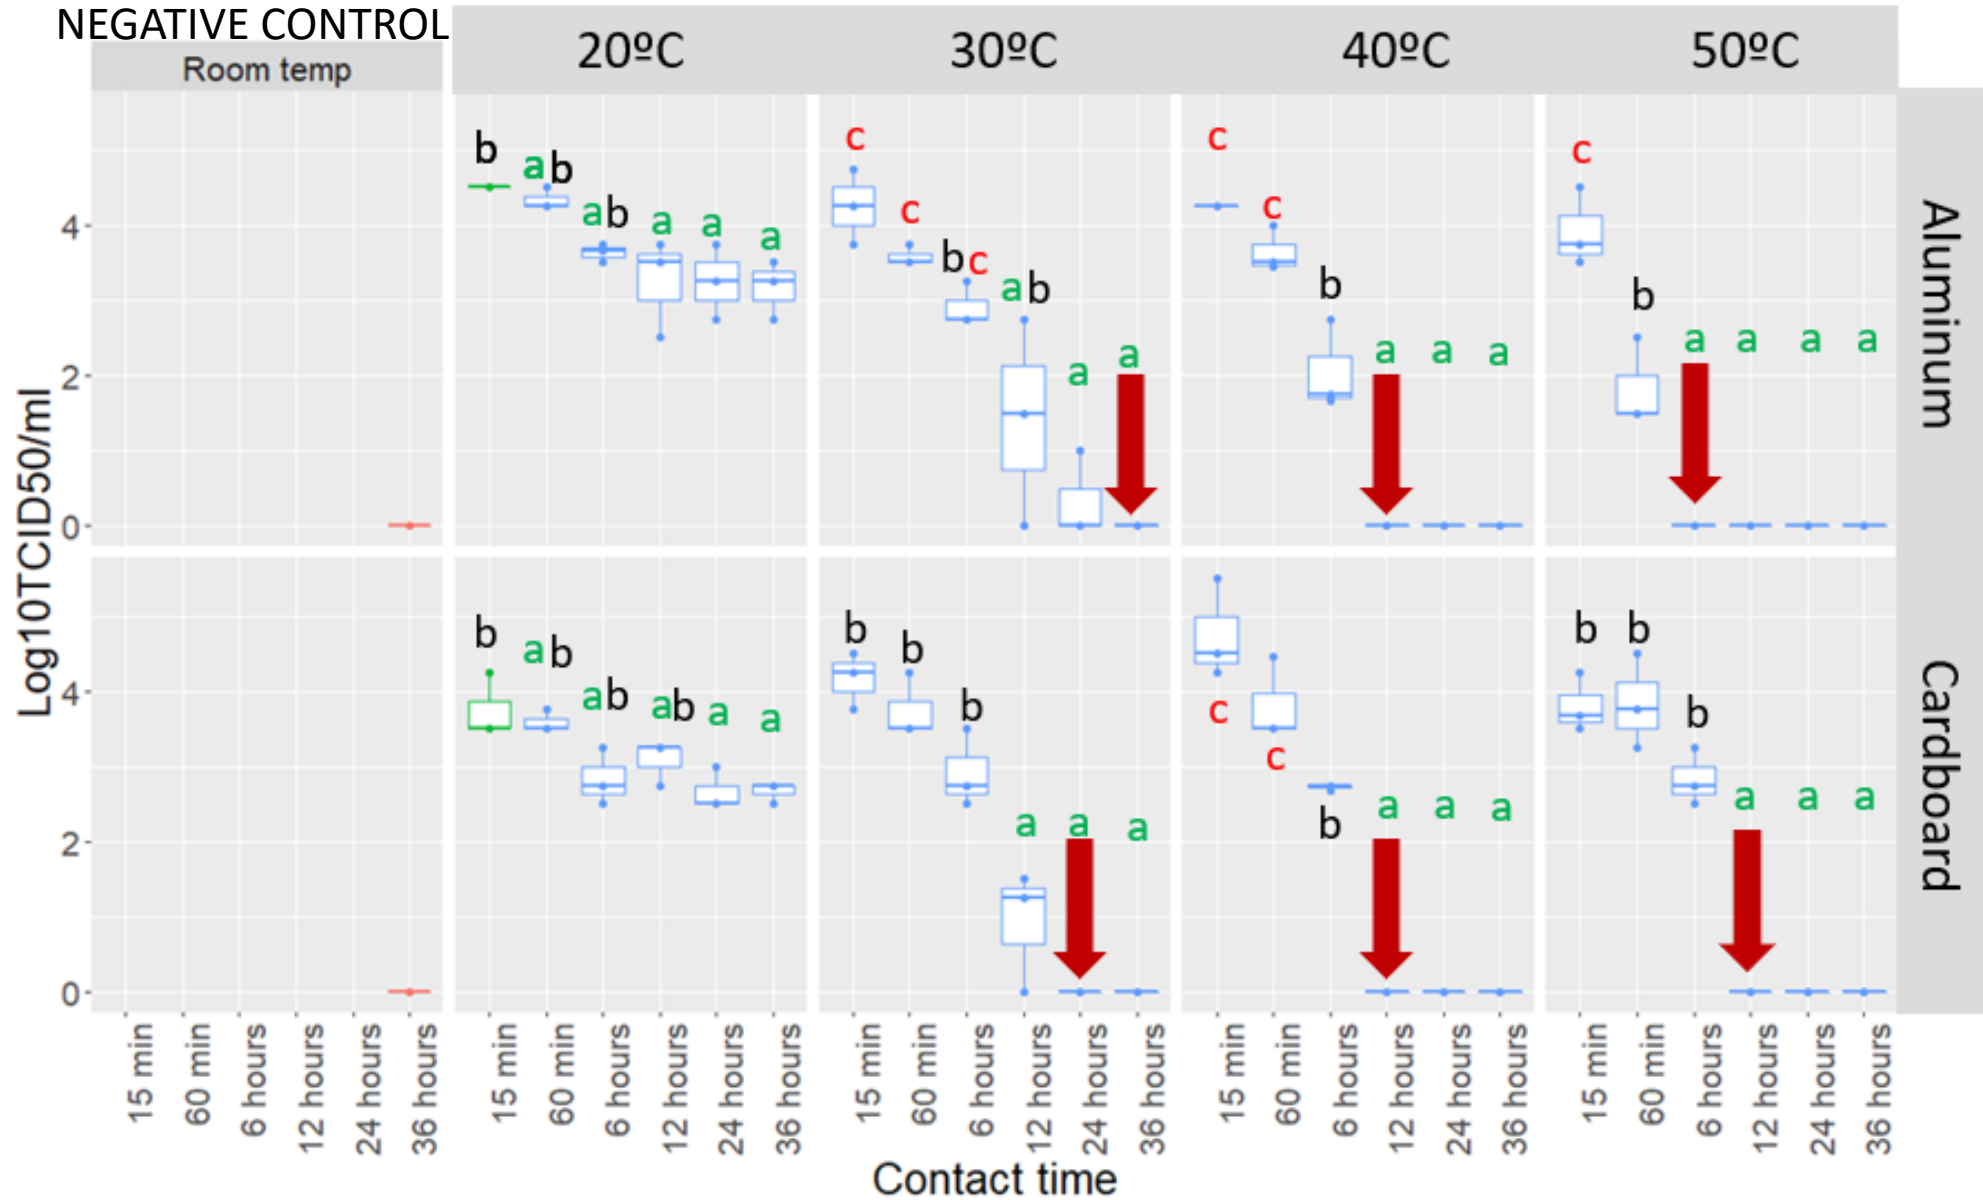 NEGATIVE CONTROL
Room temp
20ºC 30ºC 40ºC 50ºC
b ab ab a a a
c c bc ab a a
c c b a a a
c b a a a a
Aluminum
4
2
0
b ab ab ab a a
b b b a a a
c c b a a a
b b b a a a
Cardboard
4
2
0
Log10TCID50/ml
15 min 60 min 6 hours 12 hours 24 hours 36 hours
15 min 60 min 6 hours 12 hours 24 hours 36 hours
15 min 60 min 6 hours 12 hours 24 hours 36 hours
15 min 60 min 6 hours 12 hours 24 hours 36 hours
15 min 60 min 6 hours 12 hours 24 hours 36 hours
Contact time